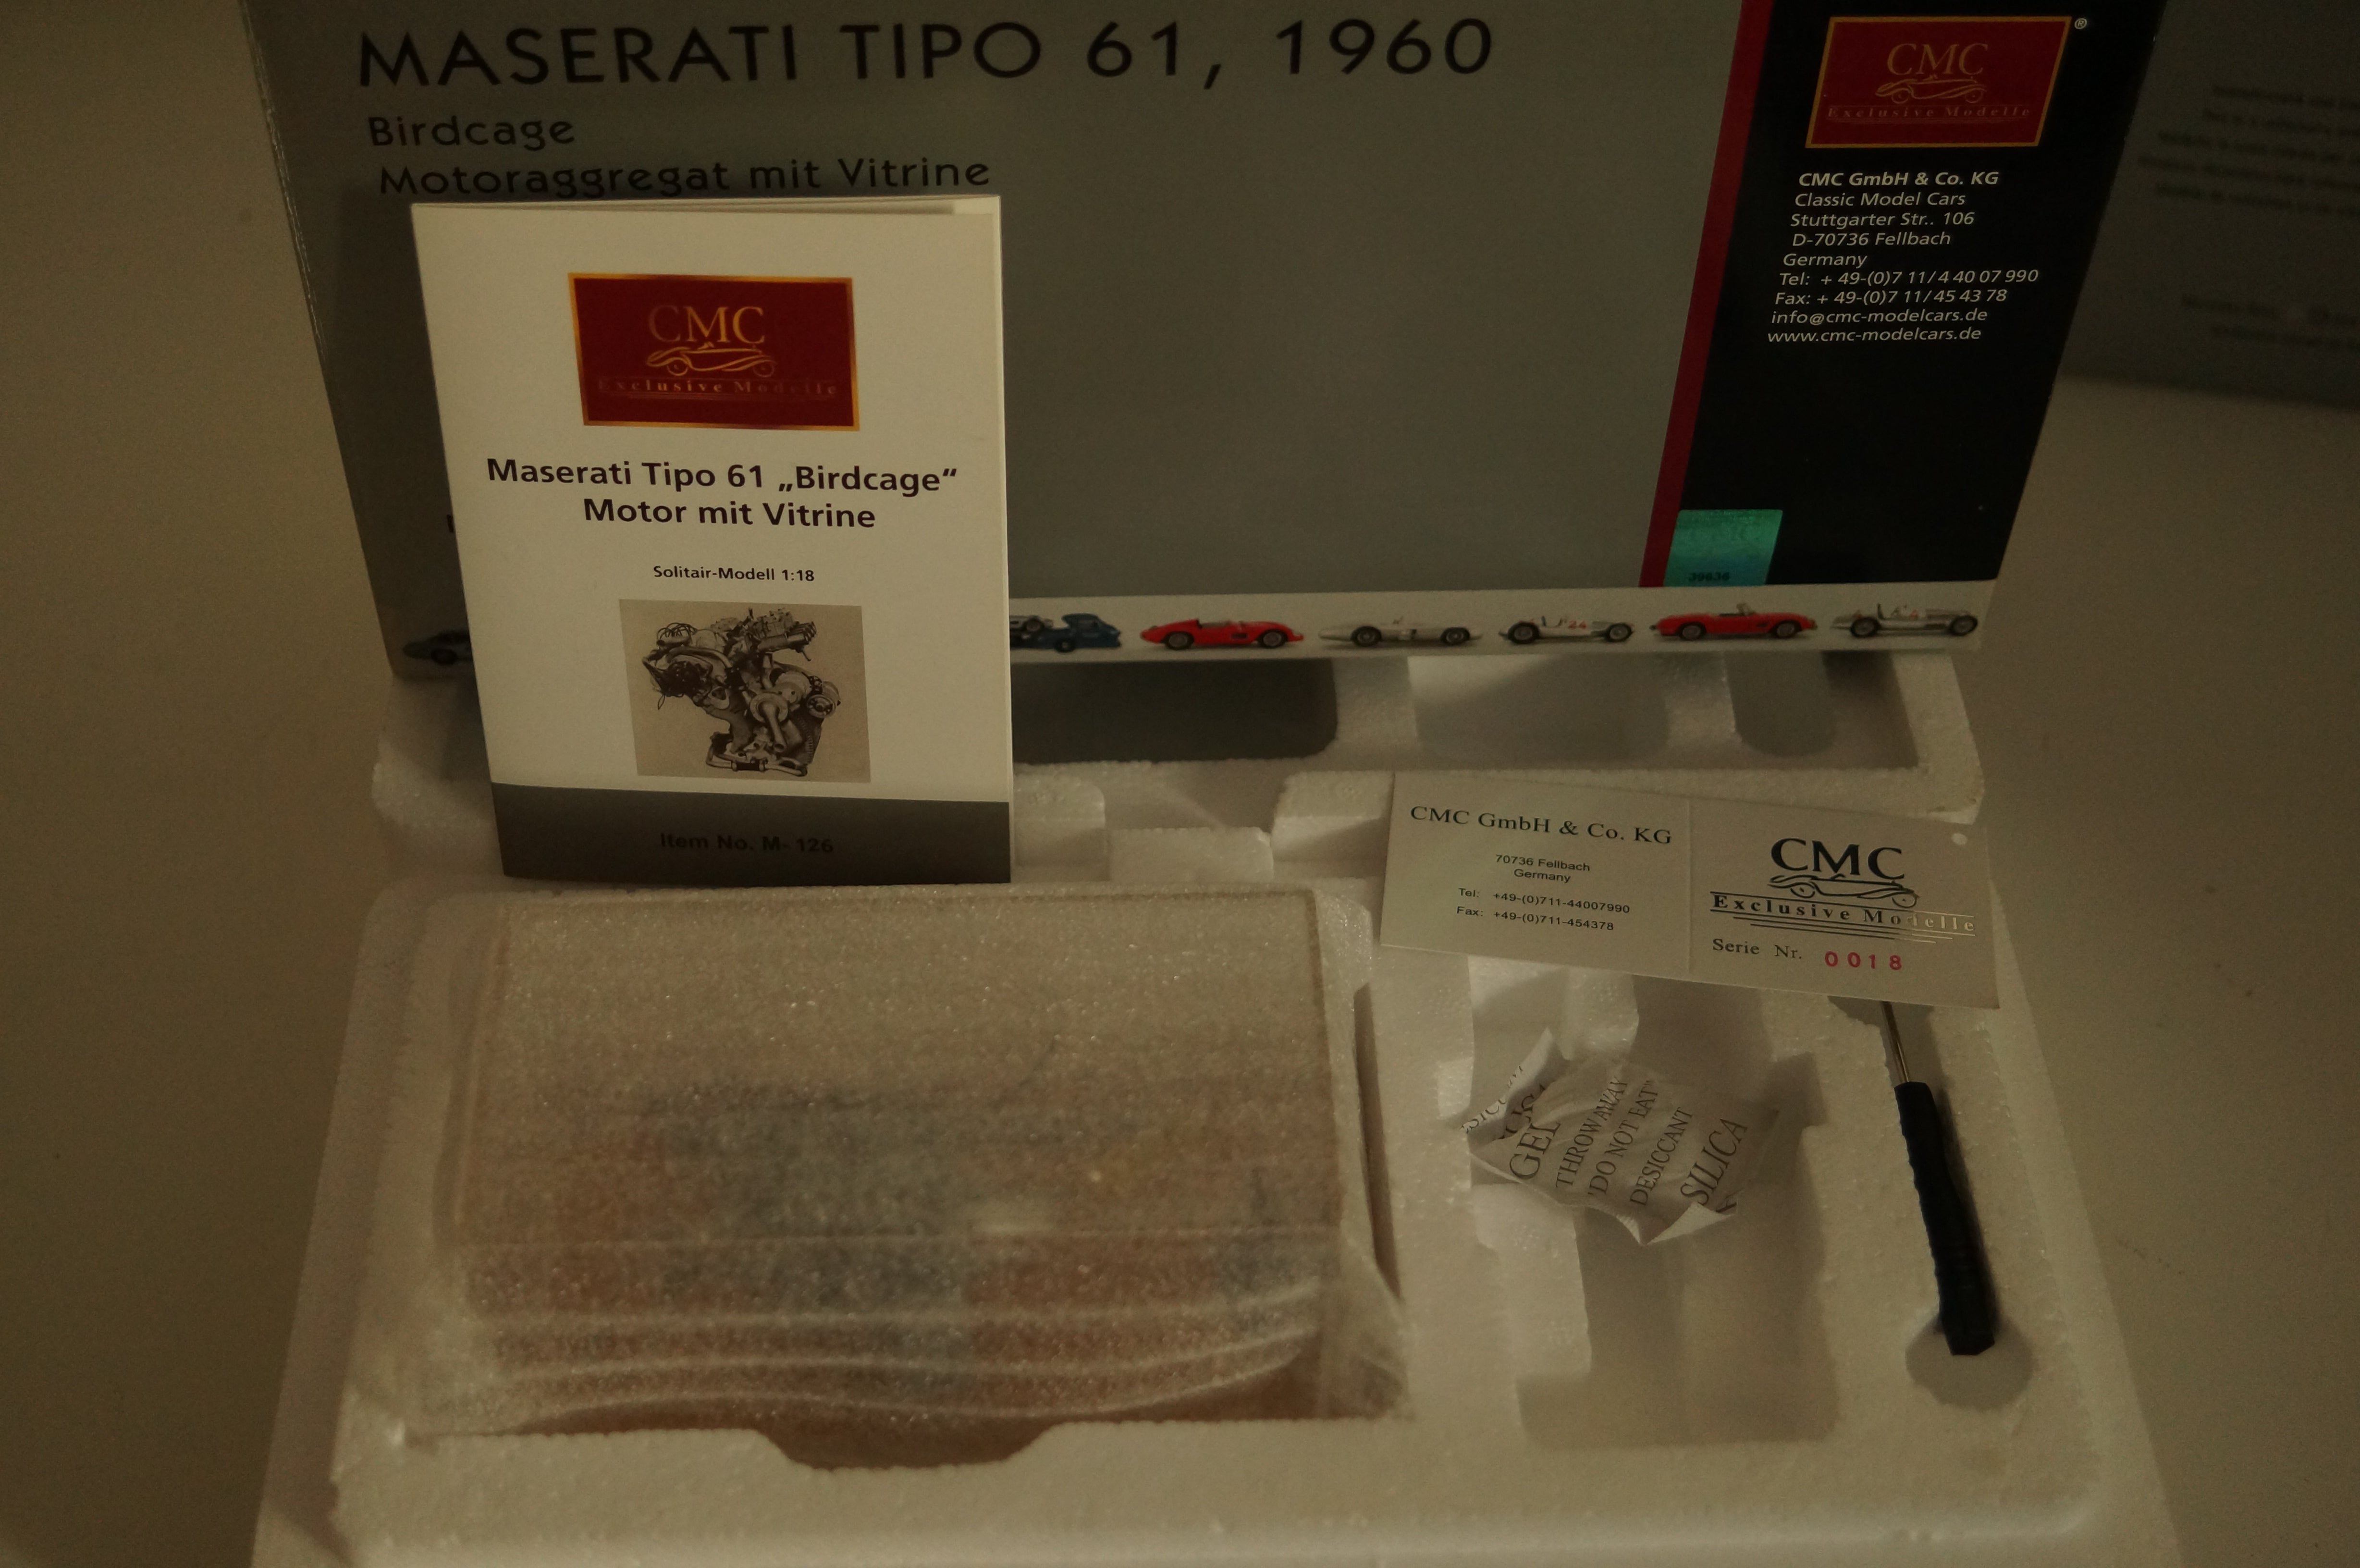 MASERATI TIPO 61, 1960
Birdcage
Motoraggregat mit Vitrine
CMC
Exclusive Modelle
®
CMC GmbH & Co. KG
Classic Model Cars
Stuttgarter Str.. 106
D-70736 Fellbach
Germany
Tel: + 49-(0)7 11/4 40 07 990
Fax: + 49-(0)7 11/45 43 78
info@cmc-modelcars.de
www.cmc-modelcars.de
39636
CMC
Exclusive Modelle
Maserati Tipo 61 „Birdcage“
Motor mit Vitrine
Solitair-Modell 1:18
Item No. M- 126
24
4
CMC GmbH & Co. KG
70736 Fellbach
Germany
Tel: +49-(0)711-44007990
Fax: +49-(0)711-454378
CMC
Exclusive Modelle
Serie Nr. 0018
GEL
THROW AWAY
"DO NOT EAT"
DESICCANT
SILICA